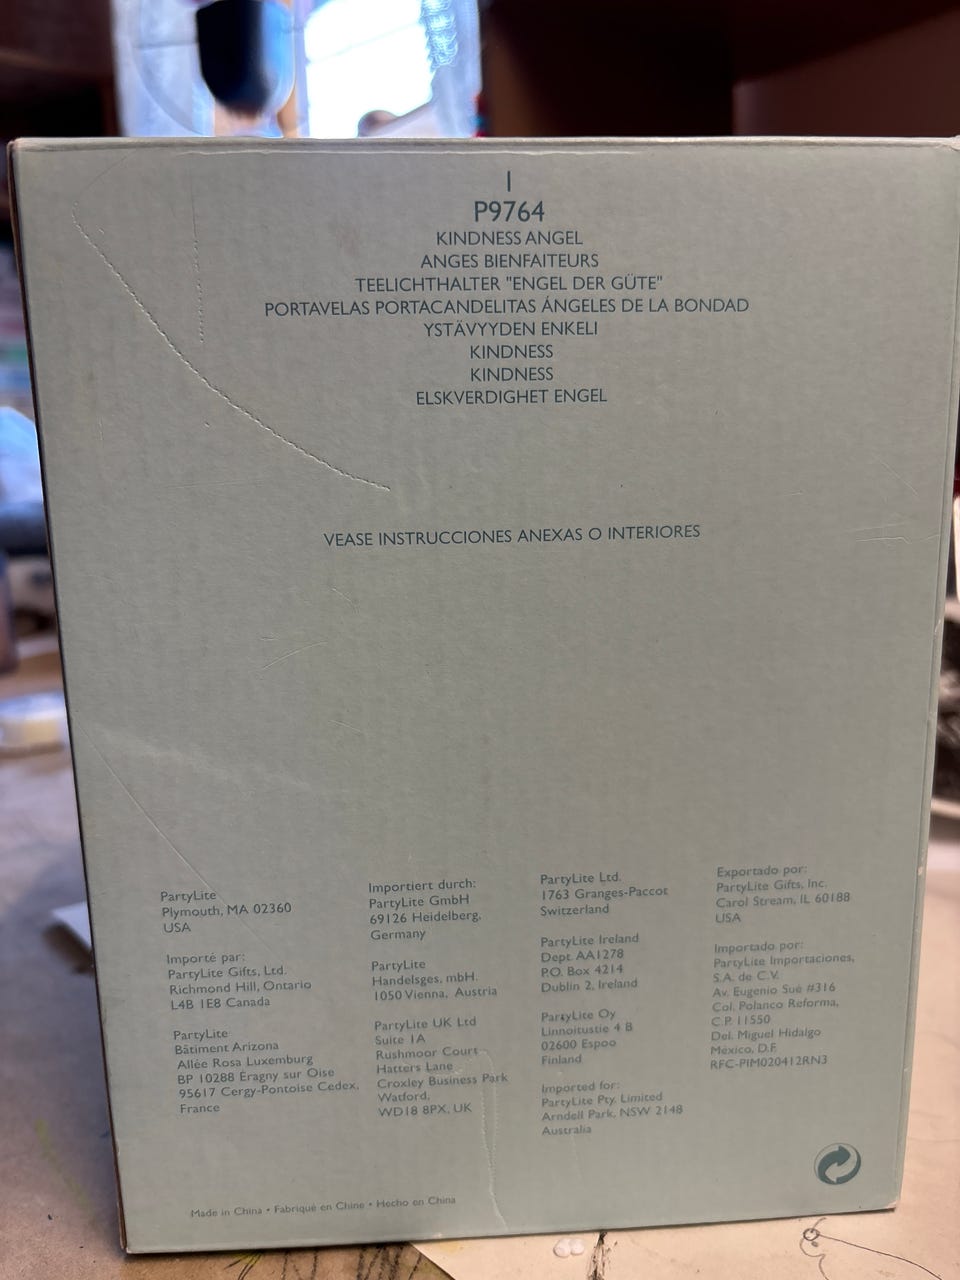 1
P9764
KINDNESS ANGEL
ANGES BIENFAITEURS
TEELICHTHALTER "ENGEL DER GÜTE"
PORTAVELAS PORTACANDELITAS ÁNGELES DE LA BONDAD
YSTÄVYYDEN ENKELI
KINDNESS
KINDNESS
ELSKVERDIGHET ENGEL
VEASE INSTRUCCIONES ANEXAS O INTERIORES
PartyLite
Plymouth, MA 02360
USA
Importé par:
PartyLite Gifts, Ltd.
Richmond Hill, Ontario
L4B 1E8 Canada
PartyLite
Bâtiment Arizona
Allée Rosa Luxemburg
BP 10288 Éragny sur Oise
95617 Cergy-Pontoise Cedex,
France
Importiert durch:
PartyLite GmbH
69126 Heidelberg,
Germany
PartyLite
Handelsges, mbH.
1050 Vienna, Austria
PartyLite UK Ltd
Suite 1A
Rushmoor Court
Hatters Lane
Croxley Business Park
Watford,
WD18 8PX, UK
PartyLite Ltd.
1763 Granges-Paccot
Switzerland
PartyLite Ireland
Dept. AA1278
P.O. Box 4214
Dublin 2, Ireland
PartyLite Oy
Linnoitustie 4 B
02600 Espoo
Finland
Imported for:
PartyLite Pty. Limited
Arndell Park, NSW 2148
Australia
Exportado por:
PartyLite Gifts, Inc.
Carol Stream, IL 60188
USA
Importado por:
PartyLite Importaciones,
S.A. de C.V.
Av. Eugenio Sué #316
Col. Polanco Reforma,
C.P. 11550
Del. Miguel Hidalgo
México, D.F.
RFC-PIM020412RN3
Made in China • Fabriqué en Chine • Hecho en China